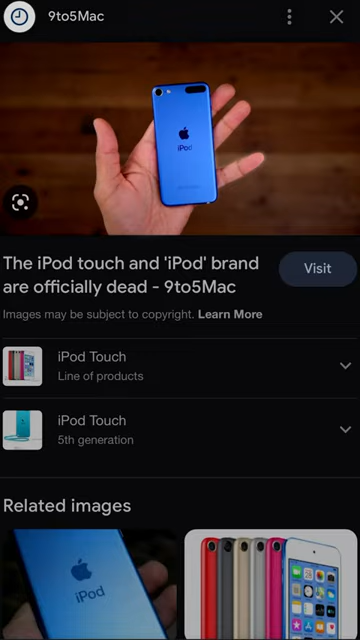 9to5Mac
iPod
The iPod touch and 'iPod' brand
are officially dead - 9to5Mac
Visit
Images may be subject to copyright. Learn More
iPod Touch
Line of products
iPod Touch
5th generation
Related images
iPod